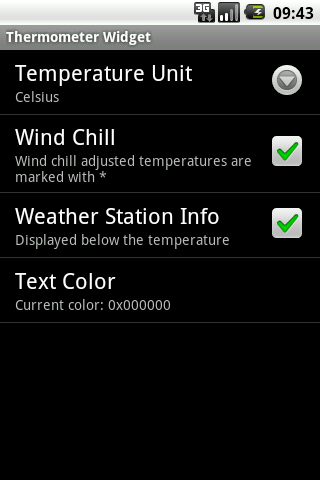 3G 09:43
Thermometer Widget
Temperature Unit
Celsius
Wind Chill
Wind chill adjusted temperatures are
marked with *
Weather Station Info
Displayed below the temperature
Text Color
Current color: 0x000000